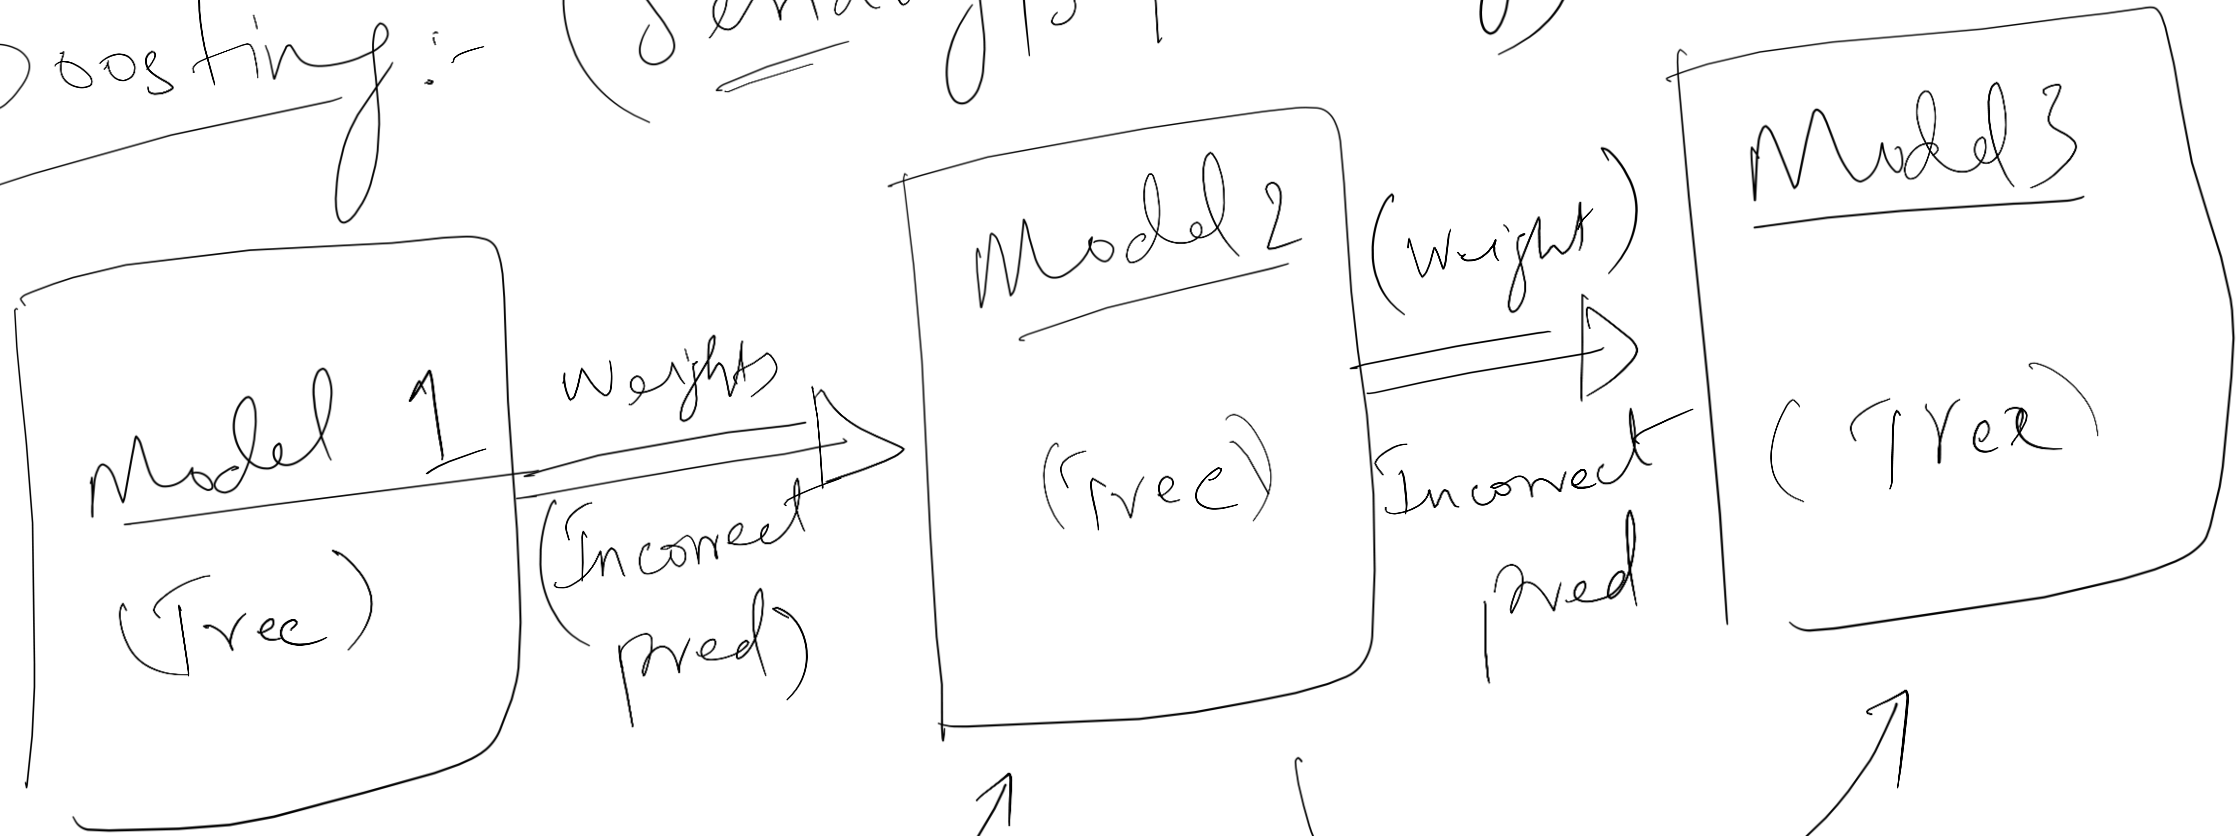 Boosting:-
Model 1
(Tree)
Weights
(Incorrect
pred)
Model 2
(Tree)
(Weight)
Incorrect
pred
Model 3
(Tree)